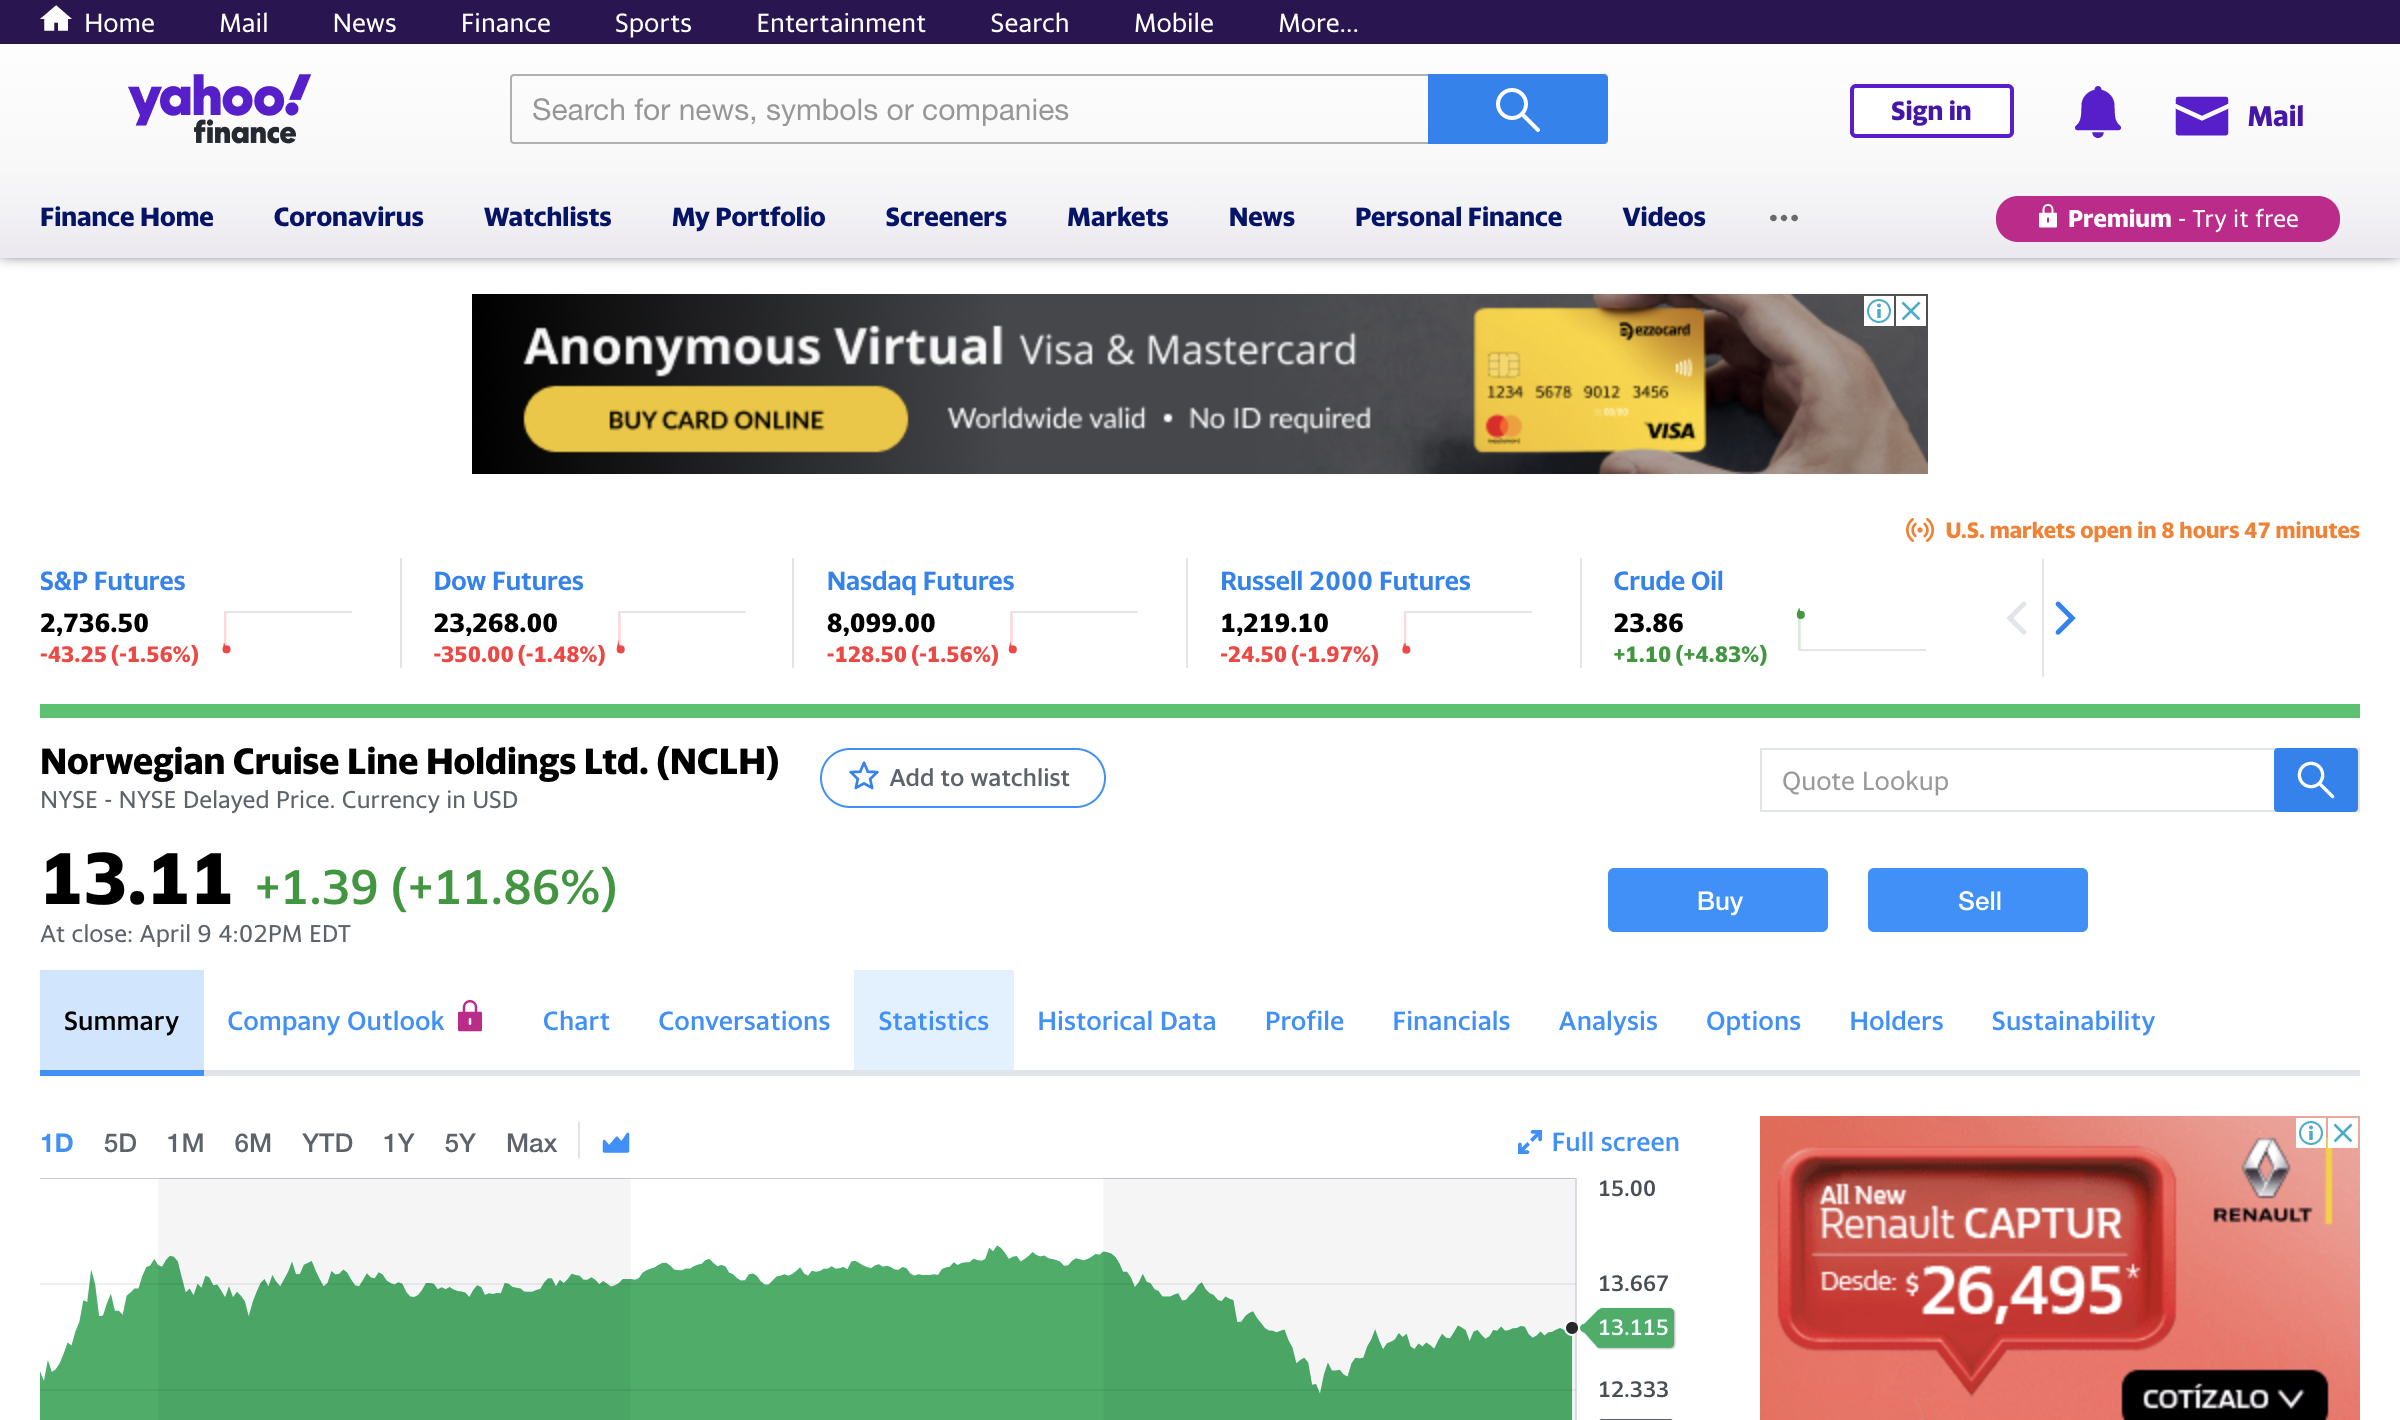 Home Mail News Finance Sports Entertainment Search Mobile More...
yahoo!
finance
Search for news, symbols or companies
Sign in
Mail
Finance Home Coronavirus Watchlists My Portfolio Screeners Markets News Personal Finance Videos ••• Premium - Try it free
Anonymous Virtual Visa & Mastercard
BUY CARD ONLINE
Worldwide valid • No ID required
ezzocard
1234 5678 9012 3456
VISA
U.S. markets open in 8 hours 47 minutes
S&P Futures
2,736.50
-43.25 (-1.56%)
Dow Futures
23,268.00
-350.00 (-1.48%)
Nasdaq Futures
8,099.00
-128.50 (-1.56%)
Russell 2000 Futures
1,219.10
-24.50 (-1.97%)
Crude Oil
23.86
+1.10 (+4.83%)
Norwegian Cruise Line Holdings Ltd. (NCLH)
NYSE - NYSE Delayed Price. Currency in USD
Add to watchlist
Quote Lookup
13.11 +1.39 (+11.86%)
At close: April 9 4:02PM EDT
Buy
Sell
Summary Company Outlook Chart Conversations Statistics Historical Data Profile Financials Analysis Options Holders Sustainability
1D 5D 1M 6M YTD 1Y 5Y Max
Full screen
15.00
13.667
13.115
12.333
All New
Renault CAPTUR
Desde: $26,495*
RENAULT
COTÍZALO